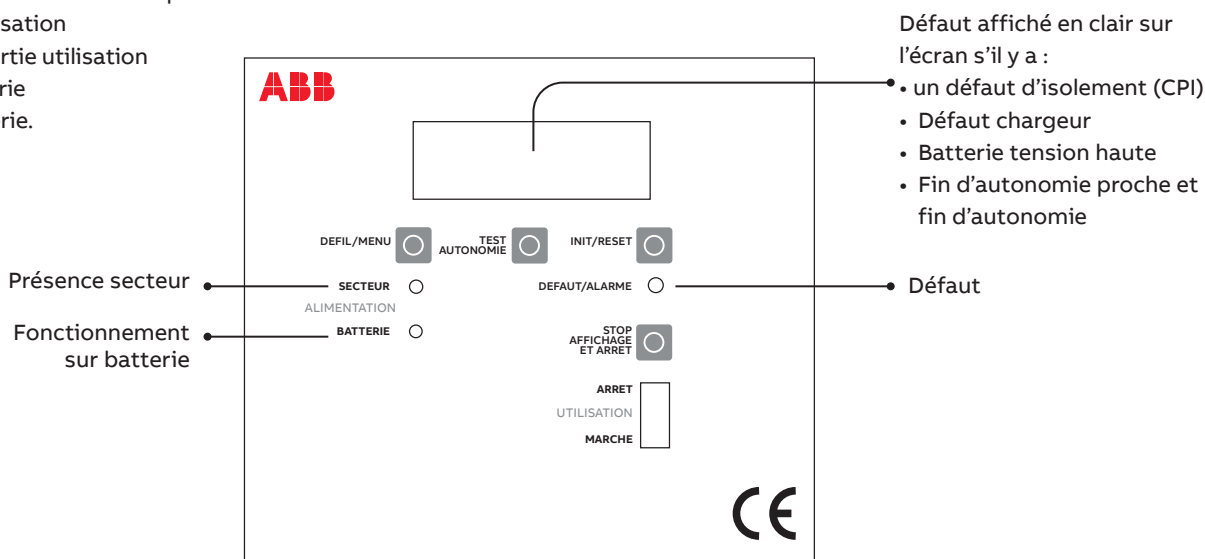 sation
rtie utilisation
rie
rie.
Défaut affiché en clair sur
l'écran s'il y a :
• un défaut d'isolement (CPI)
• Défaut chargeur
• Batterie tension haute
• Fin d'autonomie proche et
fin d'autonomie
ABB
DEFIL/MENU
TEST
AUTONOMIE
INIT/RESET
Présence secteur
SECTEUR
DEFAUT/ALARME
Défaut
ALIMENTATION
Fonctionnement
sur batterie
BATTERIE
STOP
AFFICHAGE
ET ARRET
ARRET
UTILISATION
MARCHE
CE